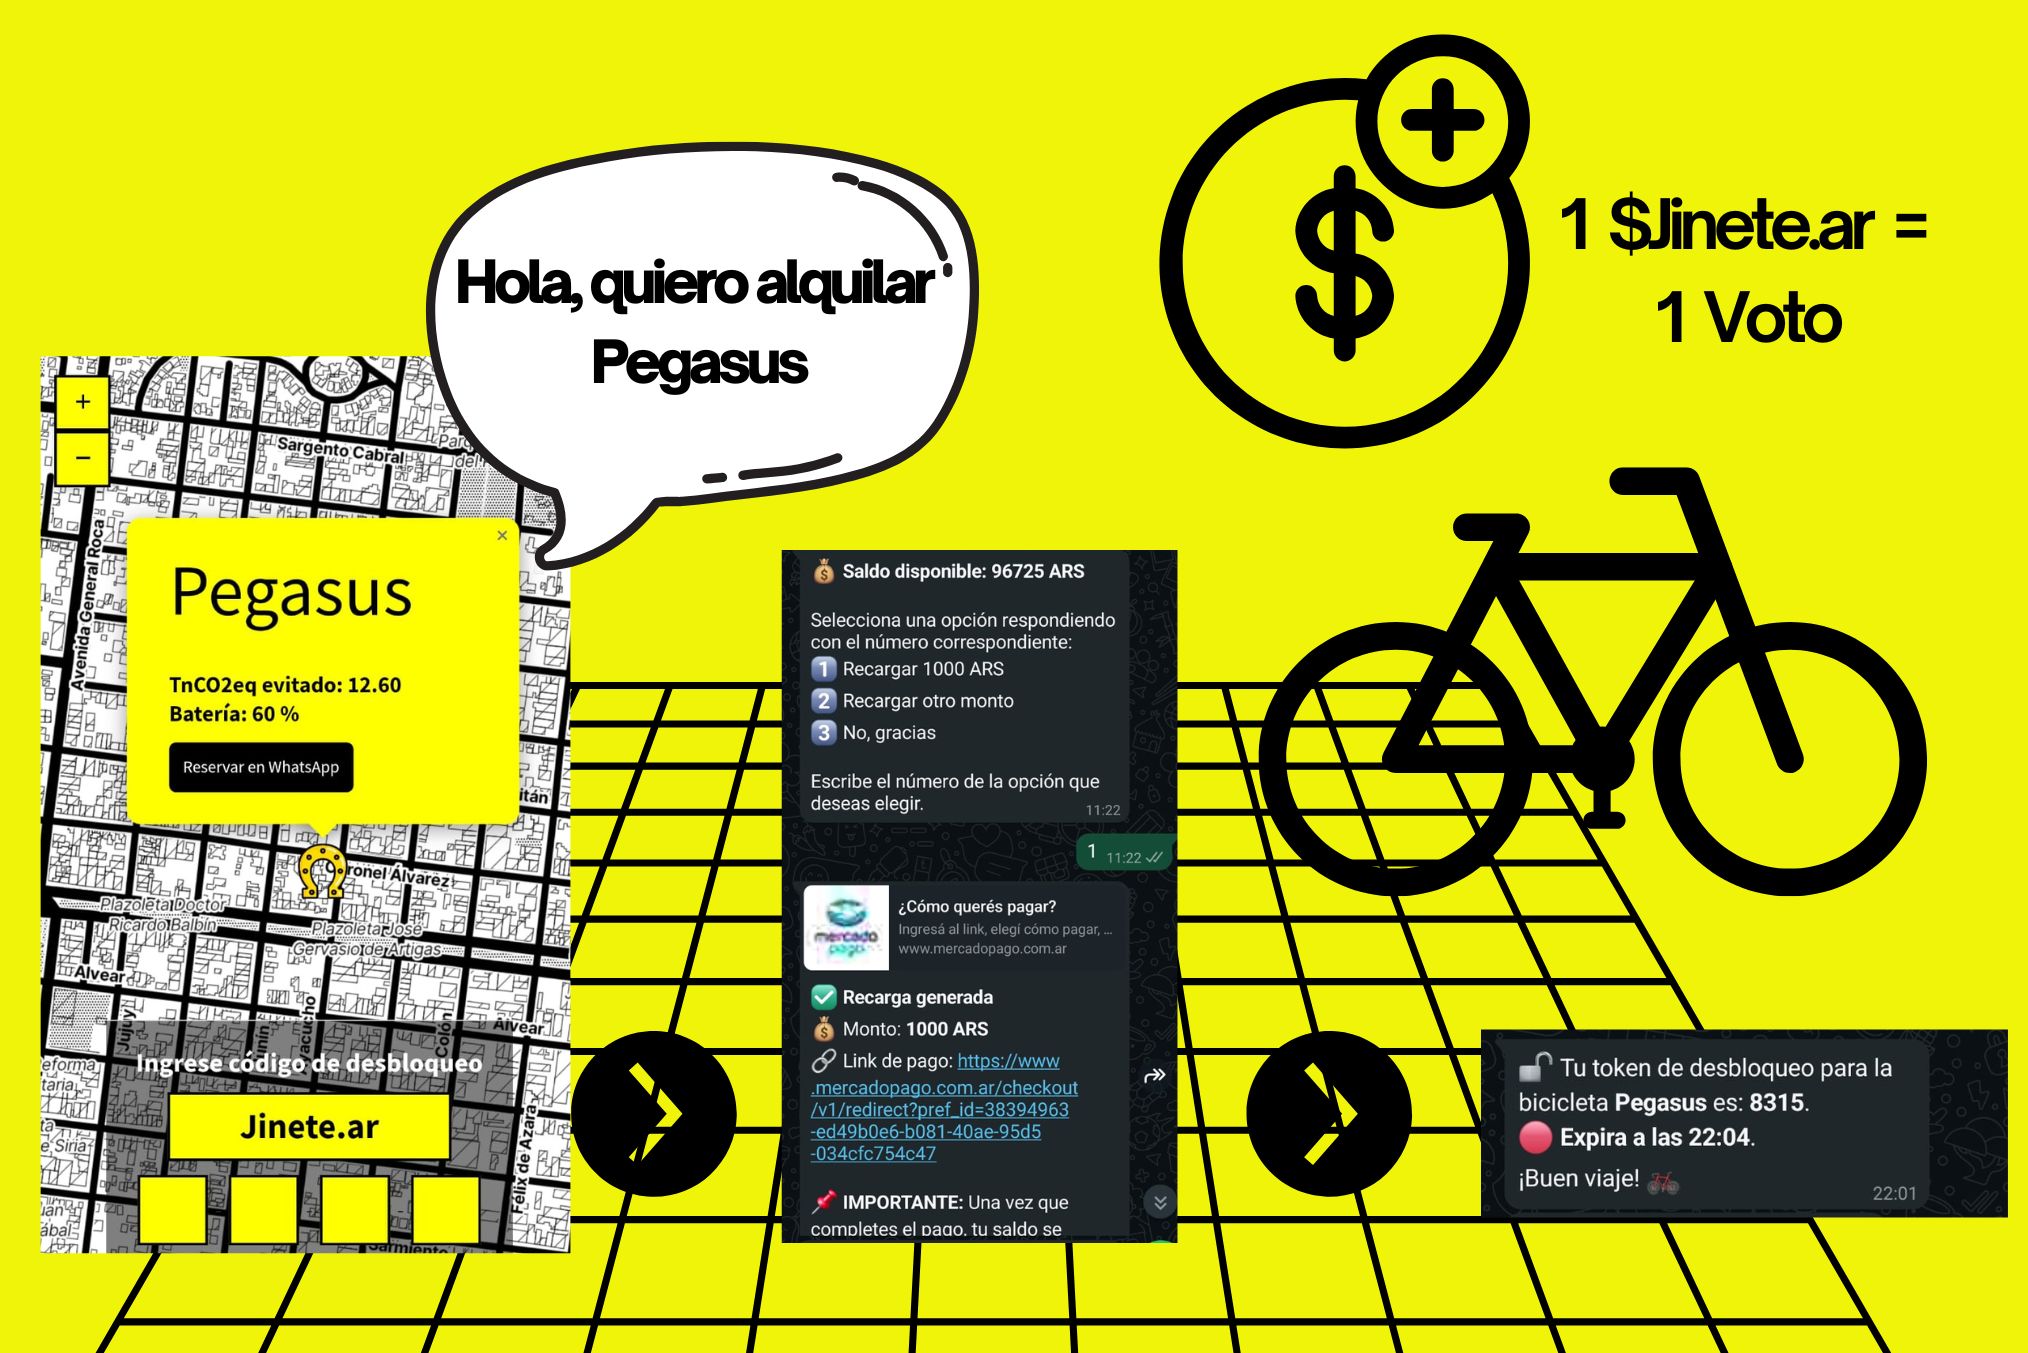 1 $Jinete.ar =
1 Voto
Hola, quiero alquilar
Pegasus
+
−
Sargento Cabral
Avenida General Roca
×
Pegasus
TnCO2eq evitado: 12.60
Batería: 60 %
Reservar en WhatsApp
itán
ronel Álvarez
Plazoleta Doctor
Ricardo Balbín
Plazoleta José
Gervasio de Artigas
Alvear
Alvear
Jujuy
Colón
Ingrese código de desbloqueo
Jinete.ar
Félix de Azara
Sarmiento
💰 Saldo disponible: 96725 ARS
Selecciona una opción respondiendo
con el número correspondiente:
1 Recargar 1000 ARS
2 Recargar otro monto
3 No, gracias
Escribe el número de la opción que
deseas elegir.
11:22
1 11:22
mercado
pago
¿Cómo querés pagar?
Ingresá al link, elegí cómo pagar, ...
www.mercadopago.com.ar
✅ Recarga generada
💰 Monto: 1000 ARS
🔗 Link de pago: https://www
.mercadopago.com.ar/checkout
/v1/redirect?pref_id=38394963
-ed49b0e6-b081-40ae-95d5
-034cfc754c47
📌 IMPORTANTE: Una vez que
completes el pago, tu saldo se
🔓 Tu token de desbloqueo para la
bicicleta Pegasus es: 8315.
🔴 Expira a las 22:04.
¡Buen viaje! 🚲
22:01